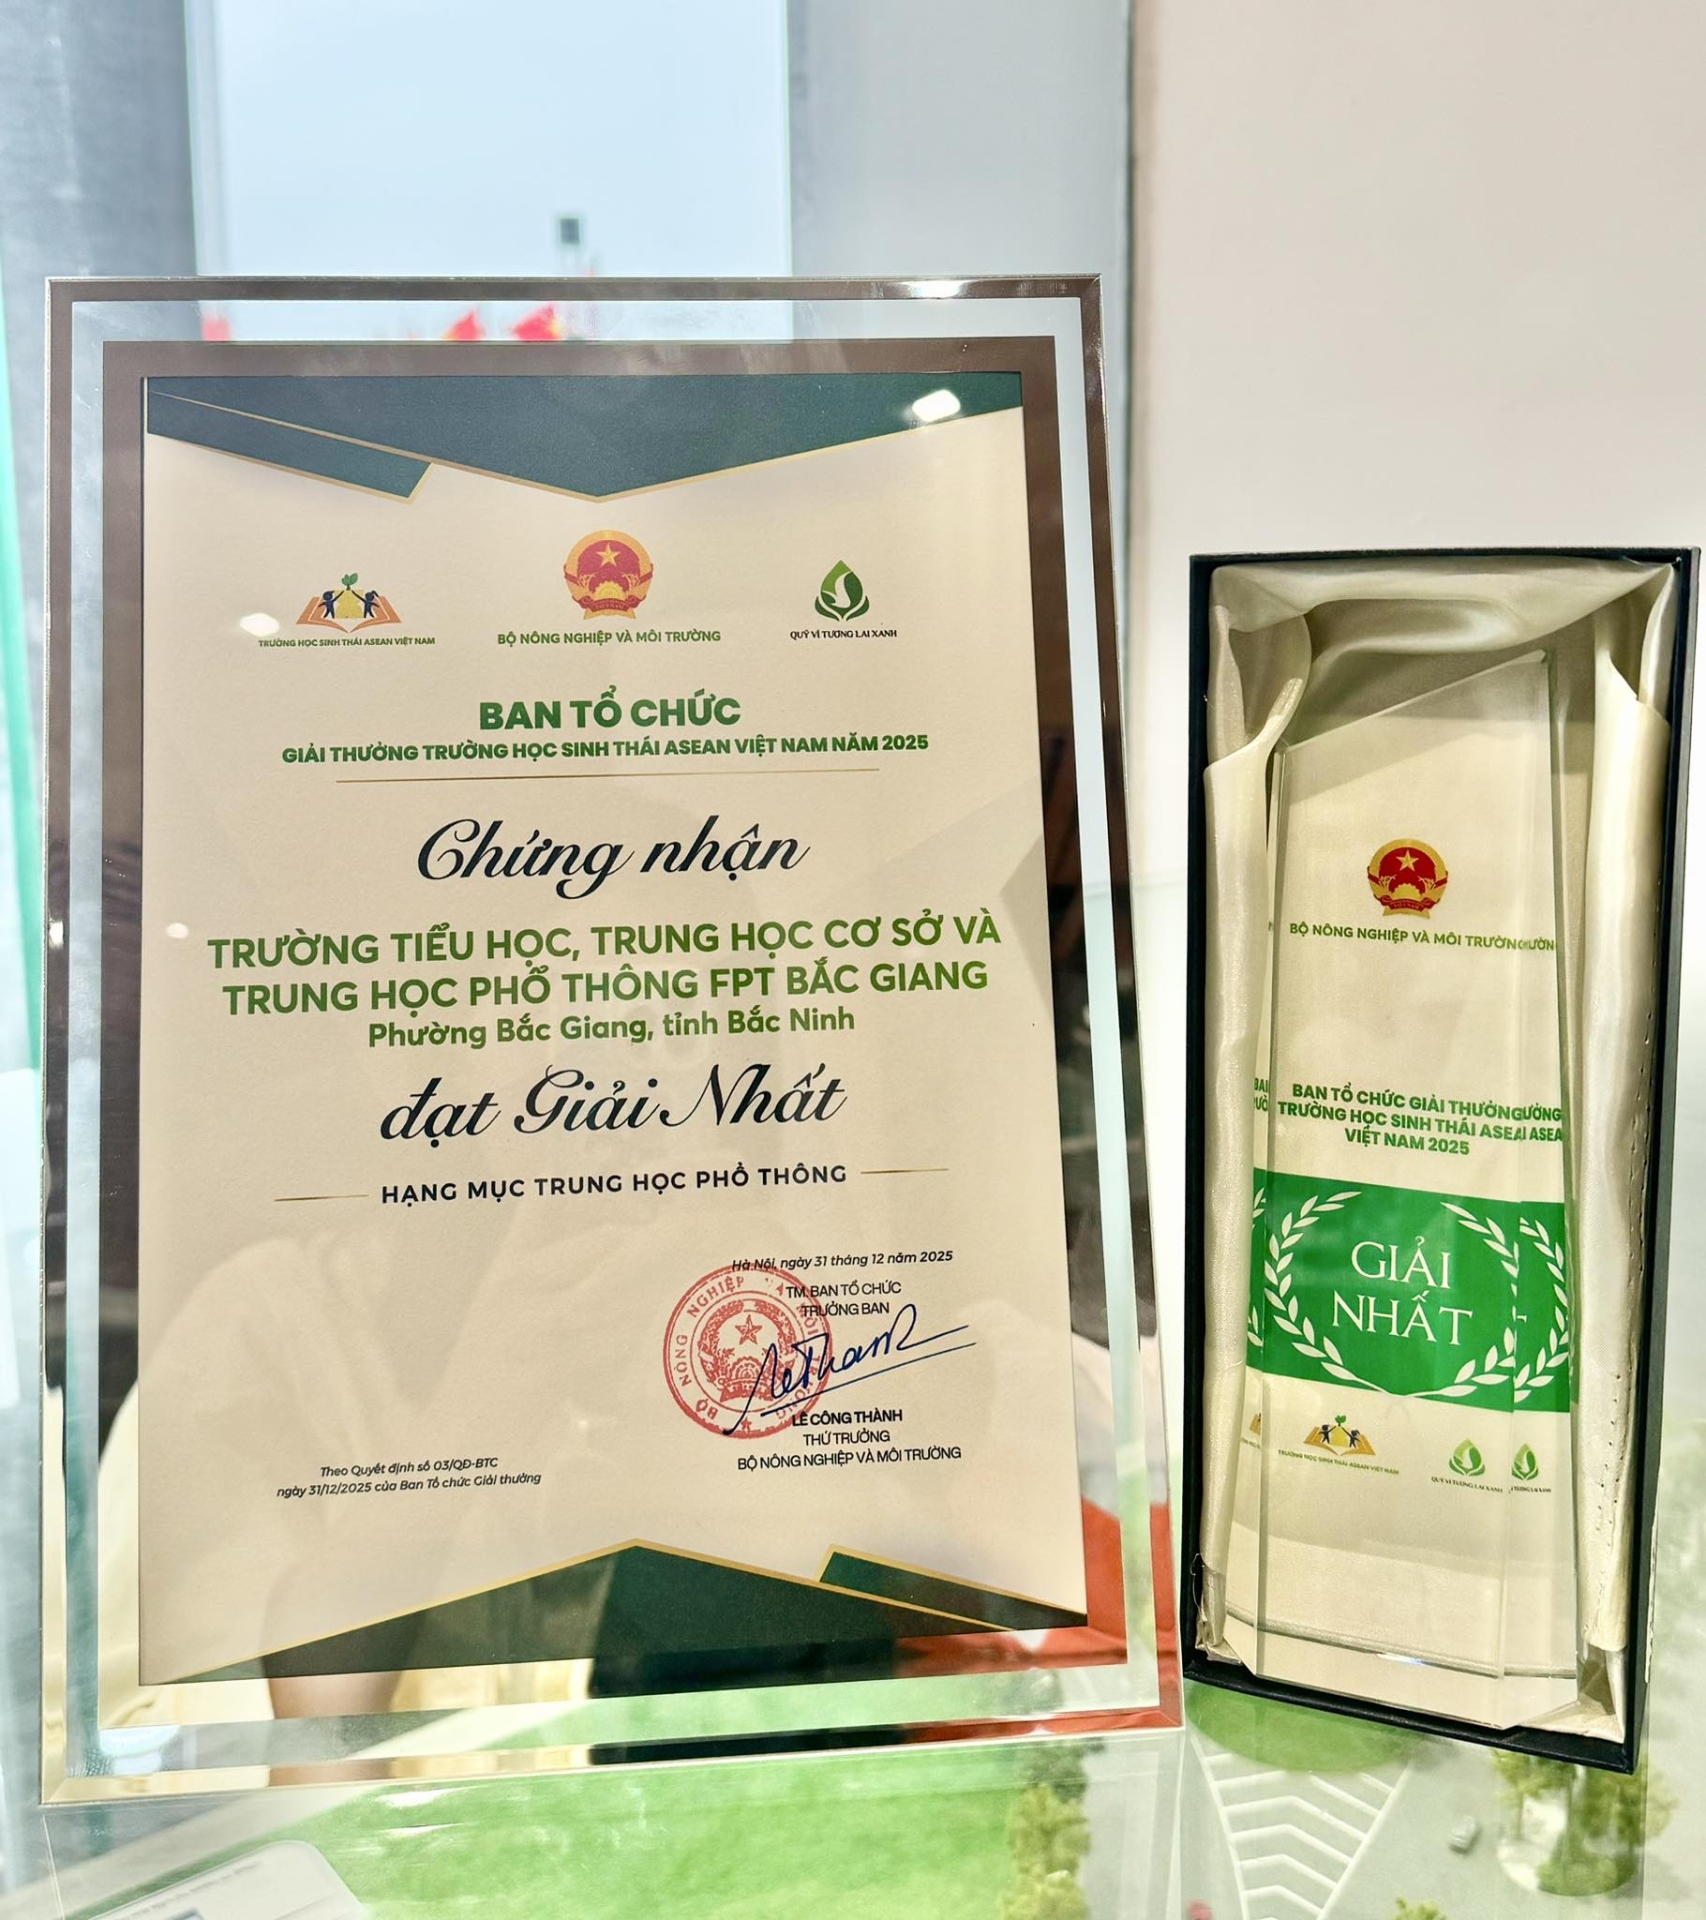 TRƯỜNG HỌC SINH THÁI ASEAN VIỆT NAM
BỘ NÔNG NGHIỆP VÀ MÔI TRƯỜNG
QUỸ VÌ TƯƠNG LAI XANH
BAN TỔ CHỨC
GIẢI THƯỞNG TRƯỜNG HỌC SINH THÁI ASEAN VIỆT NAM NĂM 2025
Chứng nhận
TRƯỜNG TIỂU HỌC, TRUNG HỌC CƠ SỞ VÀ
TRUNG HỌC PHỔ THÔNG FPT BẮC GIANG
Phường Bắc Giang, tỉnh Bắc Ninh
đạt Giải Nhất
HẠNG MỤC TRUNG HỌC PHỔ THÔNG
Hà Nội, ngày 31 tháng 12 năm 2025
TM. BAN TỔ CHỨC
TRƯỞNG BAN
LÊ CÔNG THÀNH
THỨ TRƯỞNG
BỘ NÔNG NGHIỆP VÀ MÔI TRƯỜNG
Theo Quyết định số 03/QĐ-BTC
ngày 31/12/2025 của Ban Tổ chức Giải thưởng
BỘ NÔNG NGHIỆP VÀ MÔI TRƯỜNG
BAN TỔ CHỨC GIẢI THƯỞNG
TRƯỜNG HỌC SINH THÁI ASEAN
VIỆT NAM 2025
GIẢI
NHẤT
TRƯỜNG HỌC SINH THÁI ASEAN VIỆT NAM
QUỸ VÌ TƯƠNG LAI XANH